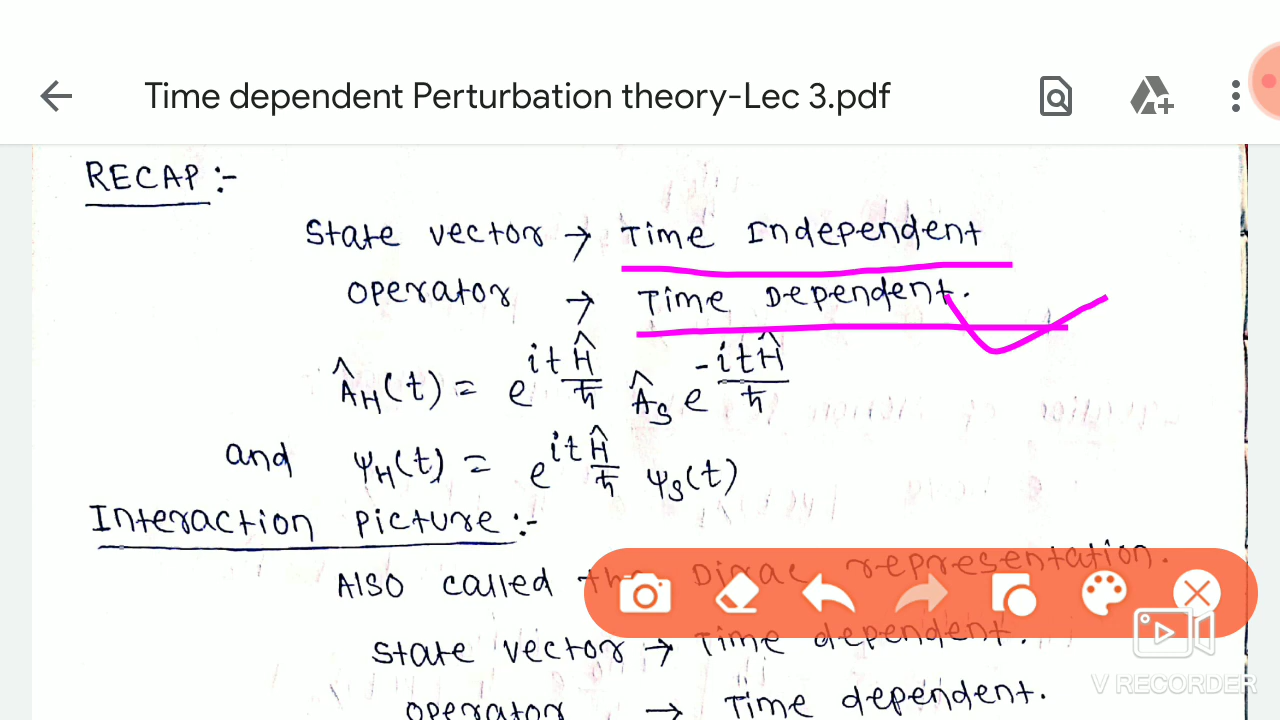 Time dependent Perturbation theory-Lec 3.pdf
RECAP :-
State vector → Time Independent
Operator → Time Dependent.
Â_H(t) = e^{itĤ/ħ} Â_S e^{-itĤ/ħ}
and ψ_H(t) = e^{itĤ/ħ} ψ_S(t)
Interaction Picture :-
Also called the Dirac representation.
State vector → Time dependent.
operator → Time dependent.
V RECORDER